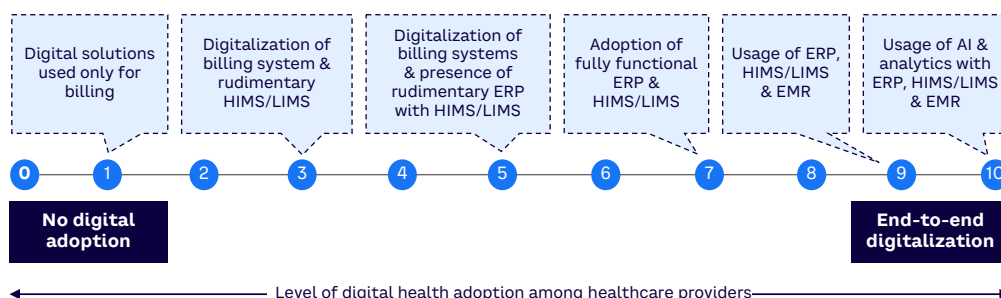 Digital solutions
used only for
billing
Digitalization of
billing system &
rudimentary
HIMS/LIMS
Digitalization of
billing systems
& presence of
rudimentary ERP
with HIMS/LIMS
Adoption of
fully functional
ERP &
HIMS/LIMS
Usage of ERP,
HIMS/LIMS
& EMR
Usage of AI &
analytics with
ERP, HIMS/LIMS
& EMR
0 1 2 3 4 5 6 7 8 9 10
No digital
adoption
End-to-end
digitalization
Level of digital health adoption among healthcare providers